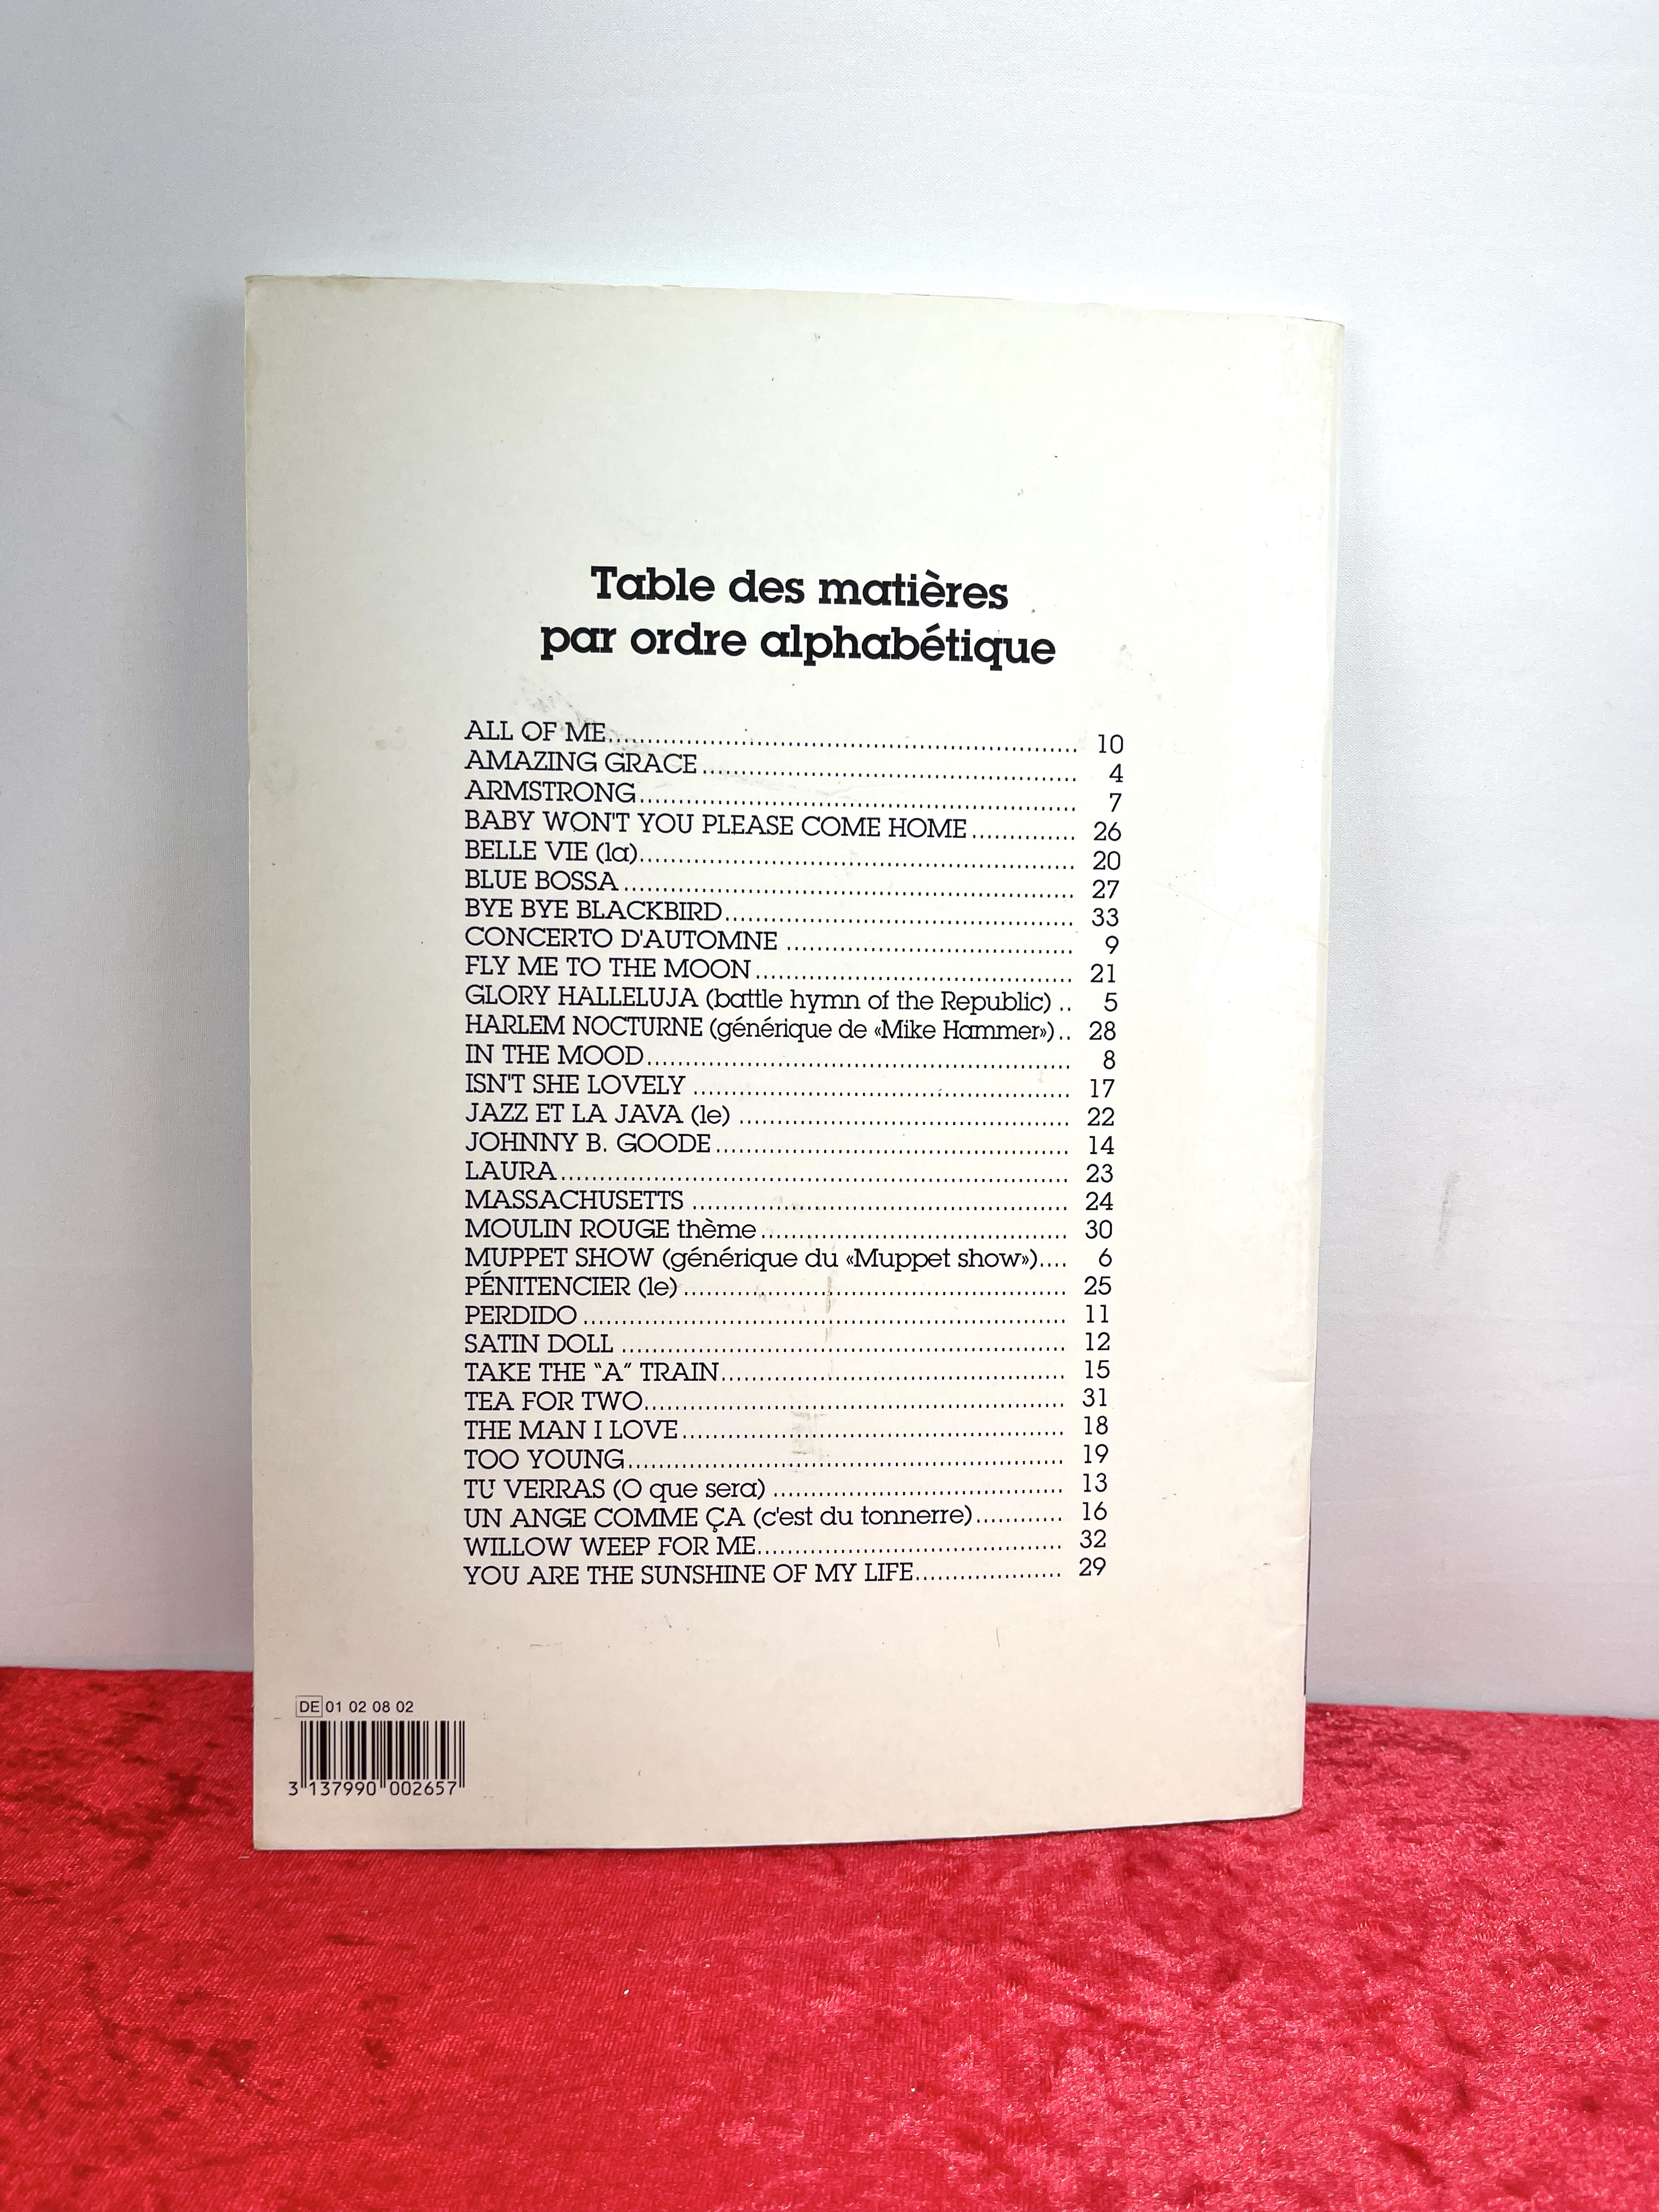 Table des matières
par ordre alphabétique
ALL OF ME........ 10
AMAZING GRACE........ 4
ARMSTRONG........ 7
BABY WON'T YOU PLEASE COME HOME........ 26
BELLE VIE (la)........ 20
BLUE BOSSA........ 27
BYE BYE BLACKBIRD........ 33
CONCERTO D'AUTOMNE........ 9
FLY ME TO THE MOON........ 21
GLORY HALLELUJA (battle hymn of the Republic) .. 5
HARLEM NOCTURNE (générique de «Mike Hammer»).. 28
IN THE MOOD........ 8
ISN'T SHE LOVELY........ 17
JAZZ ET LA JAVA (le)........ 22
JOHNNY B. GOODE........ 14
LAURA........ 23
MASSACHUSETTS........ 24
MOULIN ROUGE thème........ 30
MUPPET SHOW (générique du «Muppet show»).... 6
PÉNITENCIER (le)........ 25
PERDIDO........ 11
SATIN DOLL........ 12
TAKE THE "A" TRAIN........ 15
TEA FOR TWO........ 31
THE MAN I LOVE........ 18
TOO YOUNG........ 19
TU VERRAS (O que sera)........ 13
UN ANGE COMME ÇA (c'est du tonnerre)........ 16
WILLOW WEEP FOR ME........ 32
YOU ARE THE SUNSHINE OF MY LIFE........ 29
DE 01 02 08 02
3 137990 002657